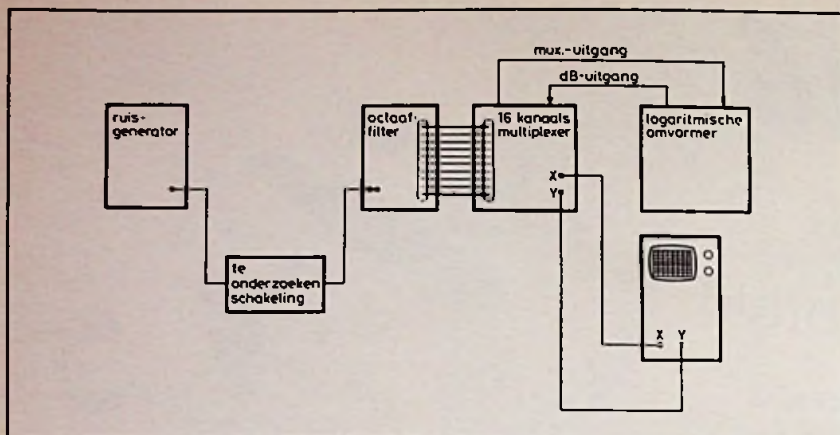 mux.-uitgang
dB-uitgang
ruis-
generator
octaaf-
filter
16 kanaals
multiplexer
X
Y
logaritmische
omvormer
te
onderzoeken
schakeling
X Y